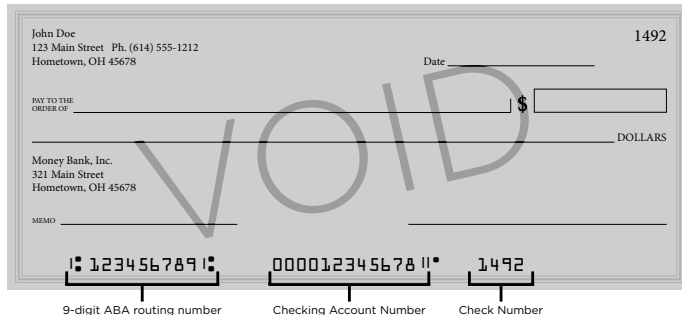 John Doe
1492
123 Main Street Ph. (614) 555-1212
Hometown, OH 45678
Date
PAY TO THE
ORDER OF
$
DOLLARS
VOID
Money Bank, Inc.
321 Main Street
Hometown, OH 45678
MEMO
⑆123456789⑆ 000012345678⑈ 1492
9-digit ABA routing number Checking Account Number Check Number